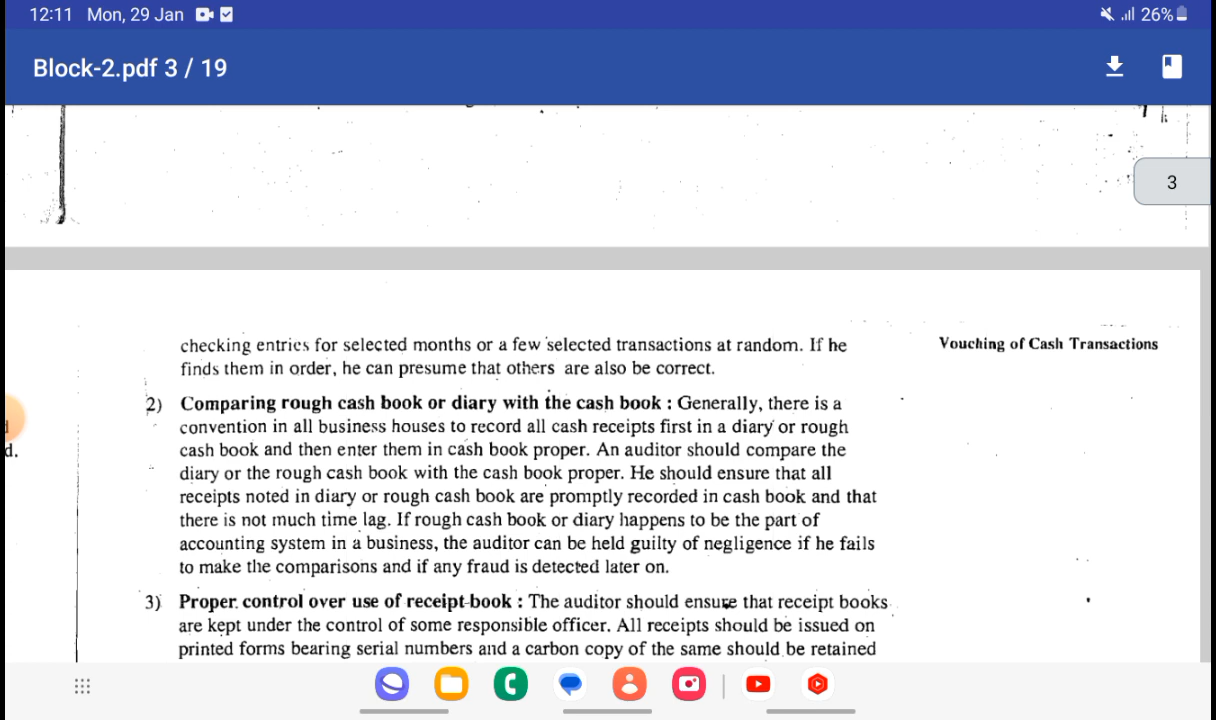 12:11 Mon, 29 Jan
26%
Block-2.pdf 3 / 19
3
checking entries for selected months or a few selected transactions at random. If he
finds them in order, he can presume that others are also be correct.
Vouching of Cash Transactions
2) Comparing rough cash book or diary with the cash book : Generally, there is a
convention in all business houses to record all cash receipts first in a diary or rough
cash book and then enter them in cash book proper. An auditor should compare the
d.
diary or the rough cash book with the cash book proper. He should ensure that all
receipts noted in diary or rough cash book are promptly recorded in cash book and that
there is not much time lag. If rough cash book or diary happens to be the part of
accounting system in a business, the auditor can be held guilty of negligence if he fails
to make the comparisons and if any fraud is detected later on.
3) Proper control over use of receipt book : The auditor should ensure that receipt books
are kept under the control of some responsible officer. All receipts should be issued on
printed forms bearing serial numbers and a carbon copy of the same should be retained